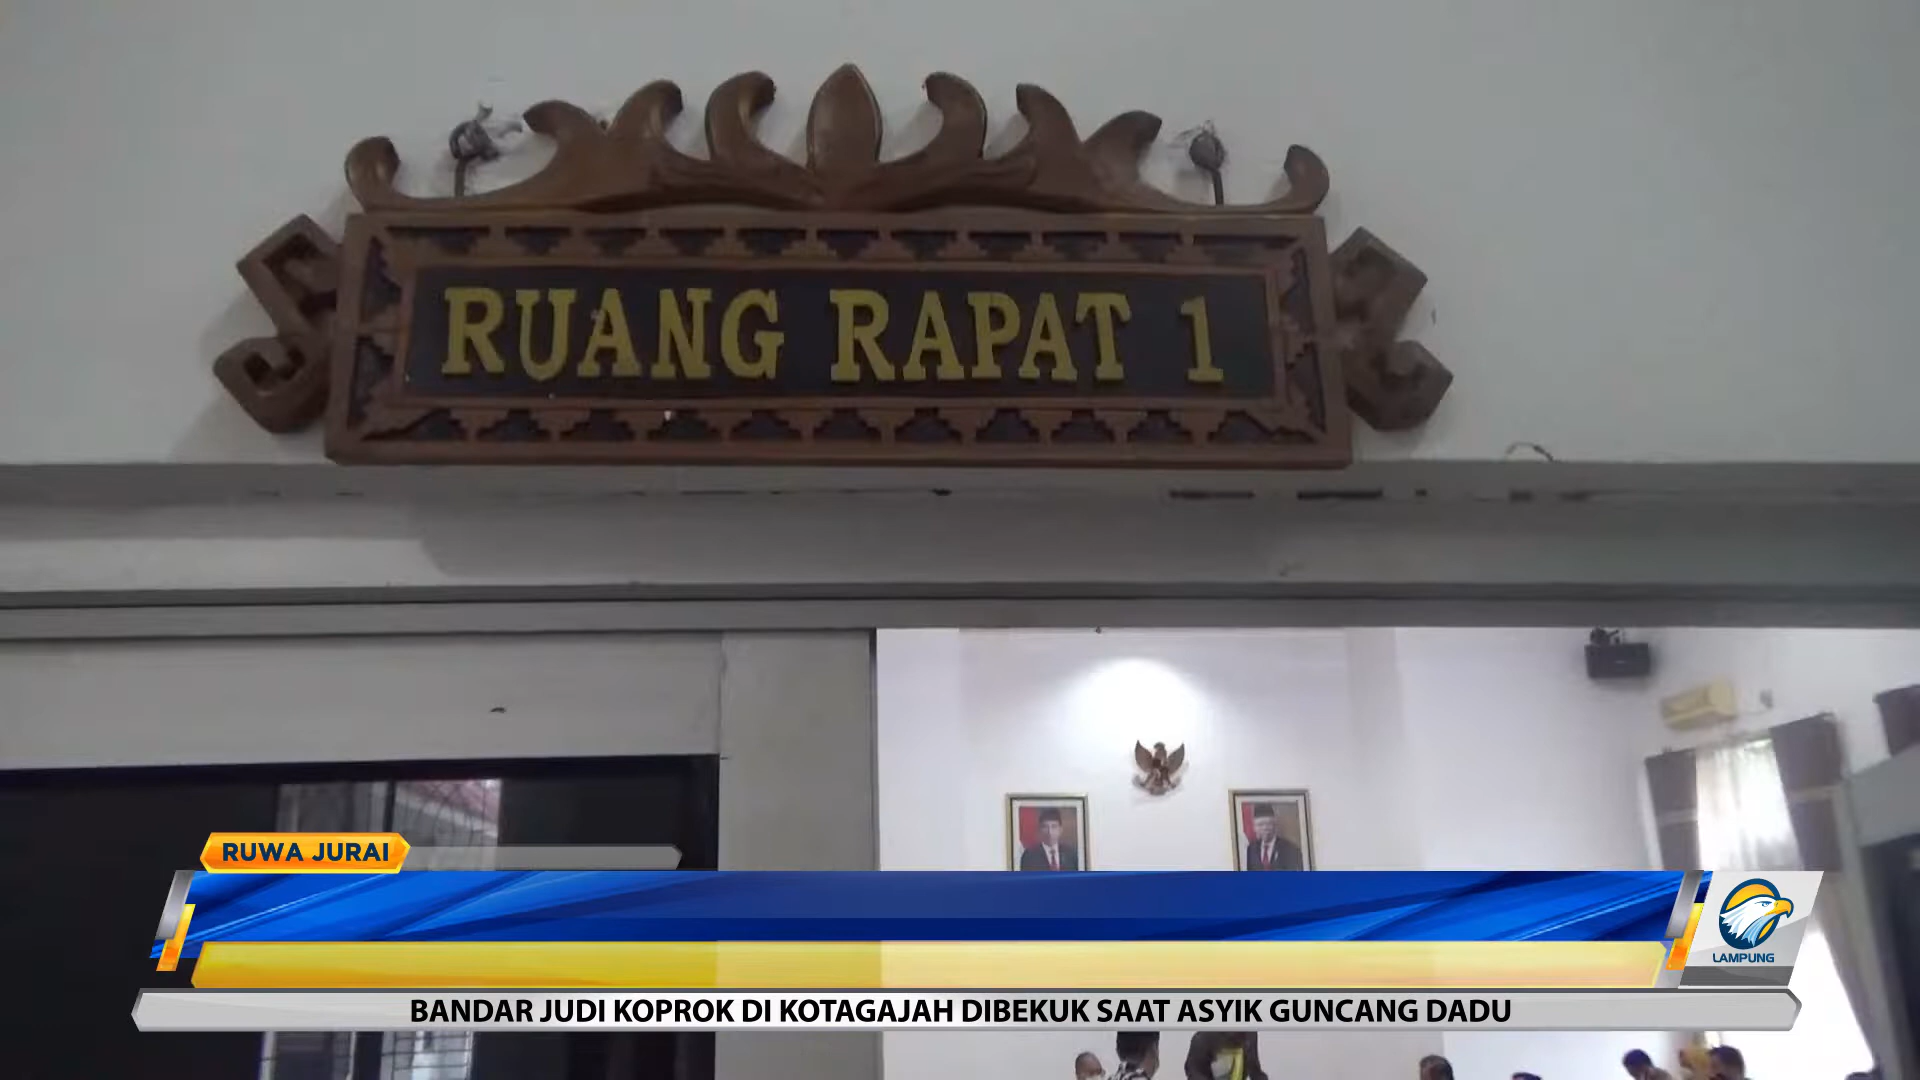 RUANG RAPAT 1
RUWA JURAI
LAMPUNG
BANDAR JUDI KOPROK DI KOTAGAJAH DIBEKUK SAAT ASYIK GUNCANG DADU